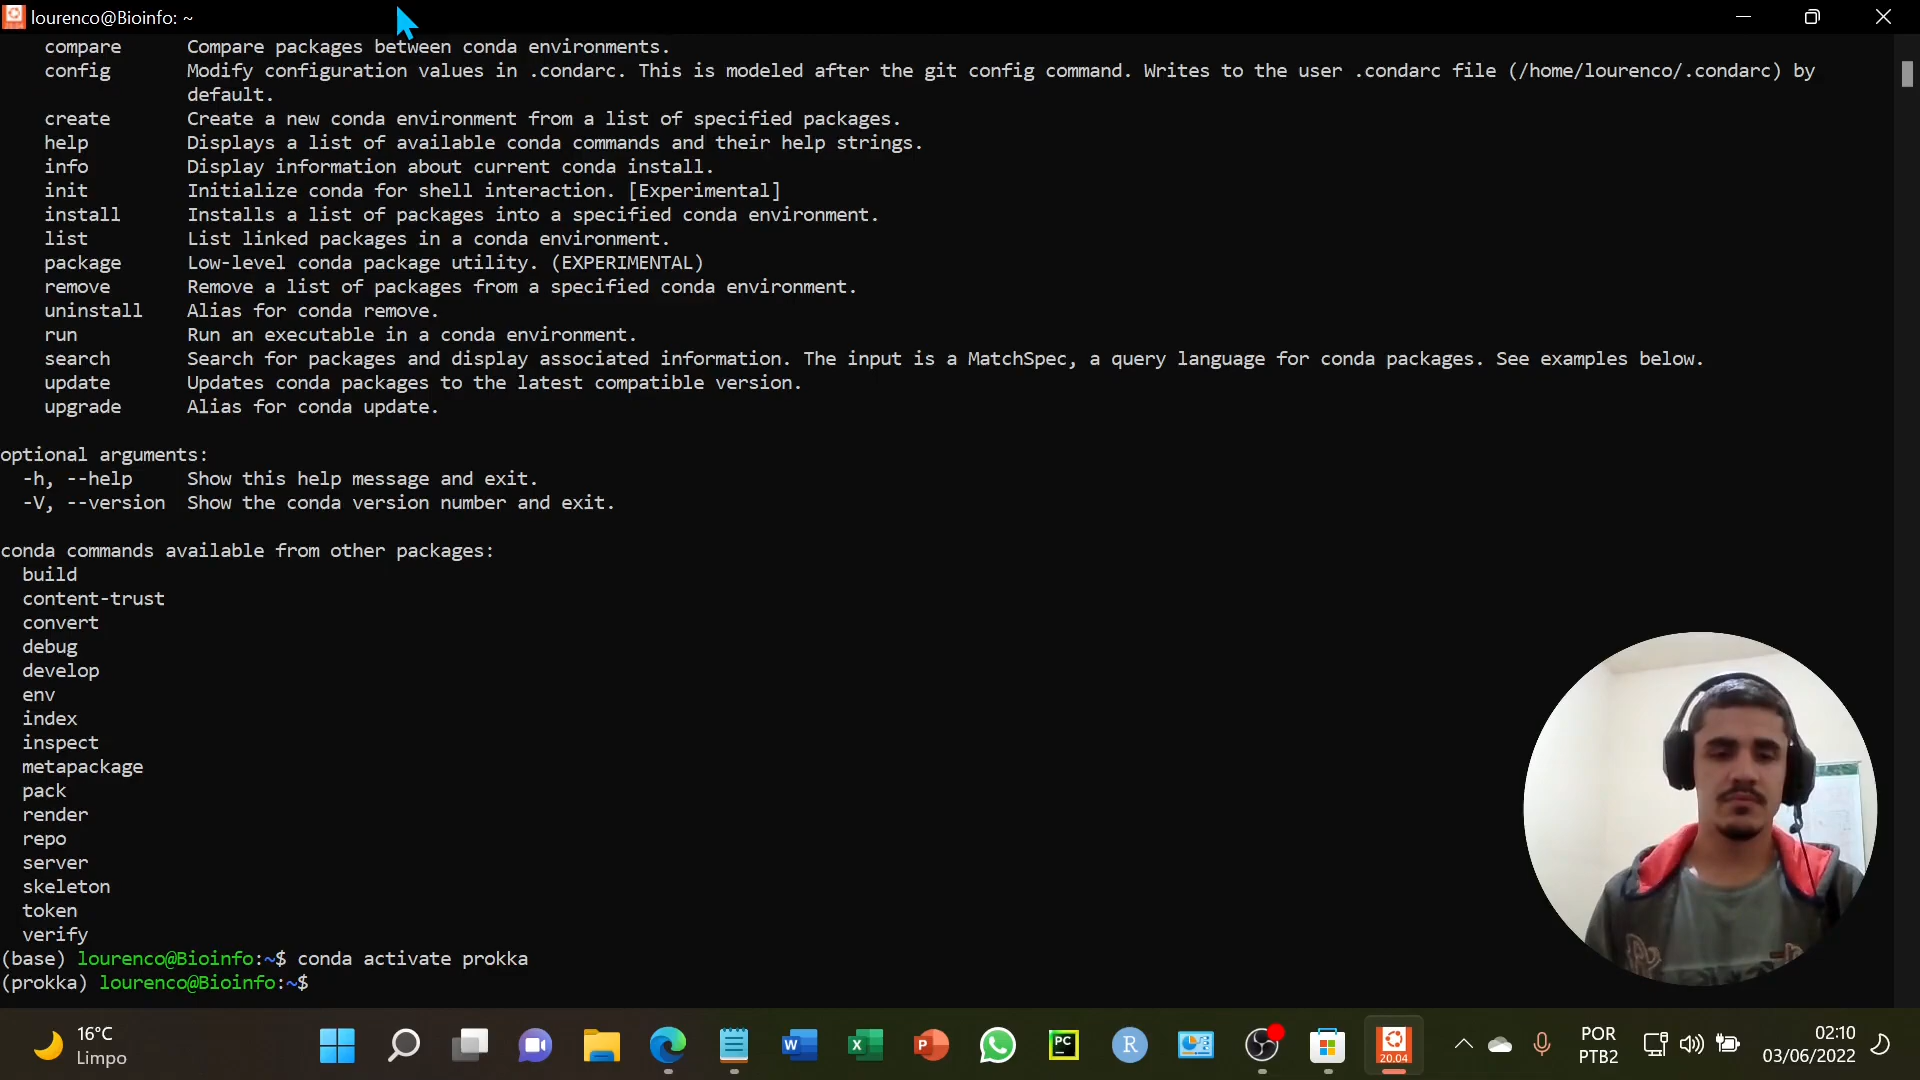 lourenco@Bioinfo: ~
compare Compare packages between conda environments.
config Modify configuration values in .condarc. This is modeled after the git config command. Writes to the user .condarc file (/home/lourenco/.condarc) by
default.
create Create a new conda environment from a list of specified packages.
help Displays a list of available conda commands and their help strings.
info Display information about current conda install.
init Initialize conda for shell interaction. [Experimental]
install Installs a list of packages into a specified conda environment.
list List linked packages in a conda environment.
package Low-level conda package utility. (EXPERIMENTAL)
remove Remove a list of packages from a specified conda environment.
uninstall Alias for conda remove.
run Run an executable in a conda environment.
search Search for packages and display associated information. The input is a MatchSpec, a query language for conda packages. See examples below.
update Updates conda packages to the latest compatible version.
upgrade Alias for conda update.
optional arguments:
-h, --help Show this help message and exit.
-V, --version Show the conda version number and exit.
conda commands available from other packages:
build
content-trust
convert
debug
develop
env
index
inspect
metapackage
pack
render
repo
server
skeleton
token
verify
(base) lourenco@Bioinfo:~$ conda activate prokka
(prokka) lourenco@Bioinfo:~$
16°C
Limpo
W
X
P
PC
R
20.04
POR
PTB2
02:10
03/06/2022